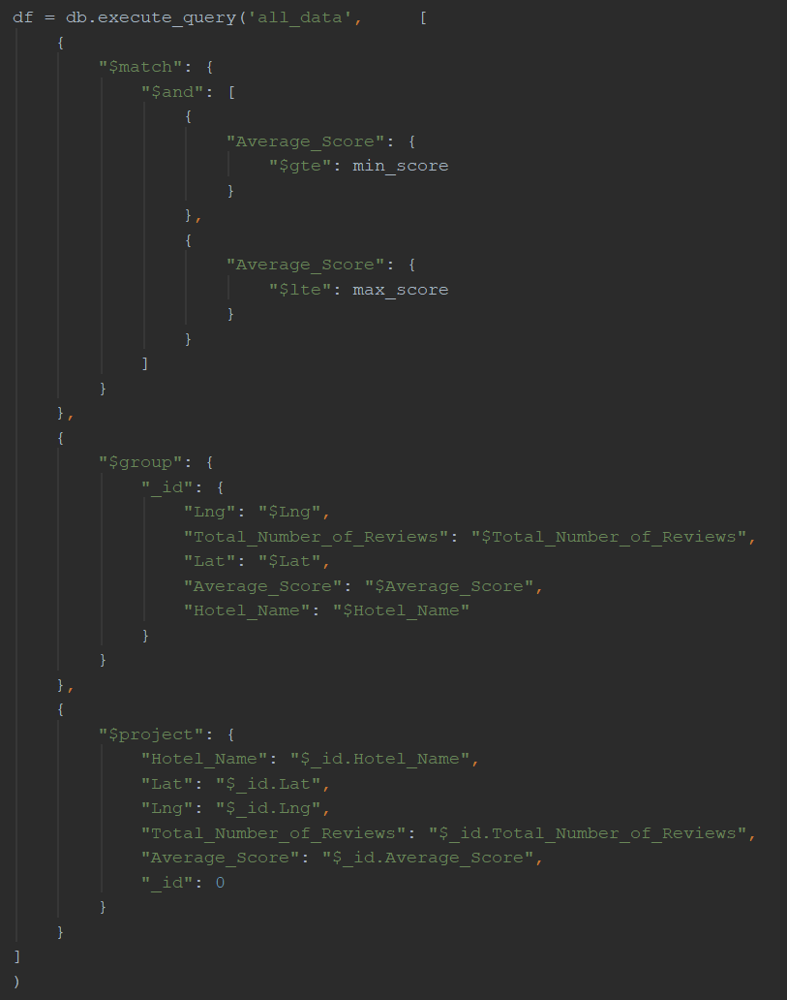 df = db.execute_query('all_data',     [
    {
        "$match": {
            "$and": [
                {
                    "Average_Score": {
                        "$gte": min_score
                    }
                },
                {
                    "Average_Score": {
                        "$lte": max_score
                    }
                }
            ]
        }
    },
    {
        "$group": {
            "_id": {
                "Lng": "$Lng",
                "Total_Number_of_Reviews": "$Total_Number_of_Reviews",
                "Lat": "$Lat",
                "Average_Score": "$Average_Score",
                "Hotel_Name": "$Hotel_Name"
            }
        }
    },
    {
        "$project": {
            "Hotel_Name": "$_id.Hotel_Name",
            "Lat": "$_id.Lat",
            "Lng": "$_id.Lng",
            "Total_Number_of_Reviews": "$_id.Total_Number_of_Reviews",
            "Average_Score": "$_id.Average_Score",
            "_id": 0
        }
    }
]
)